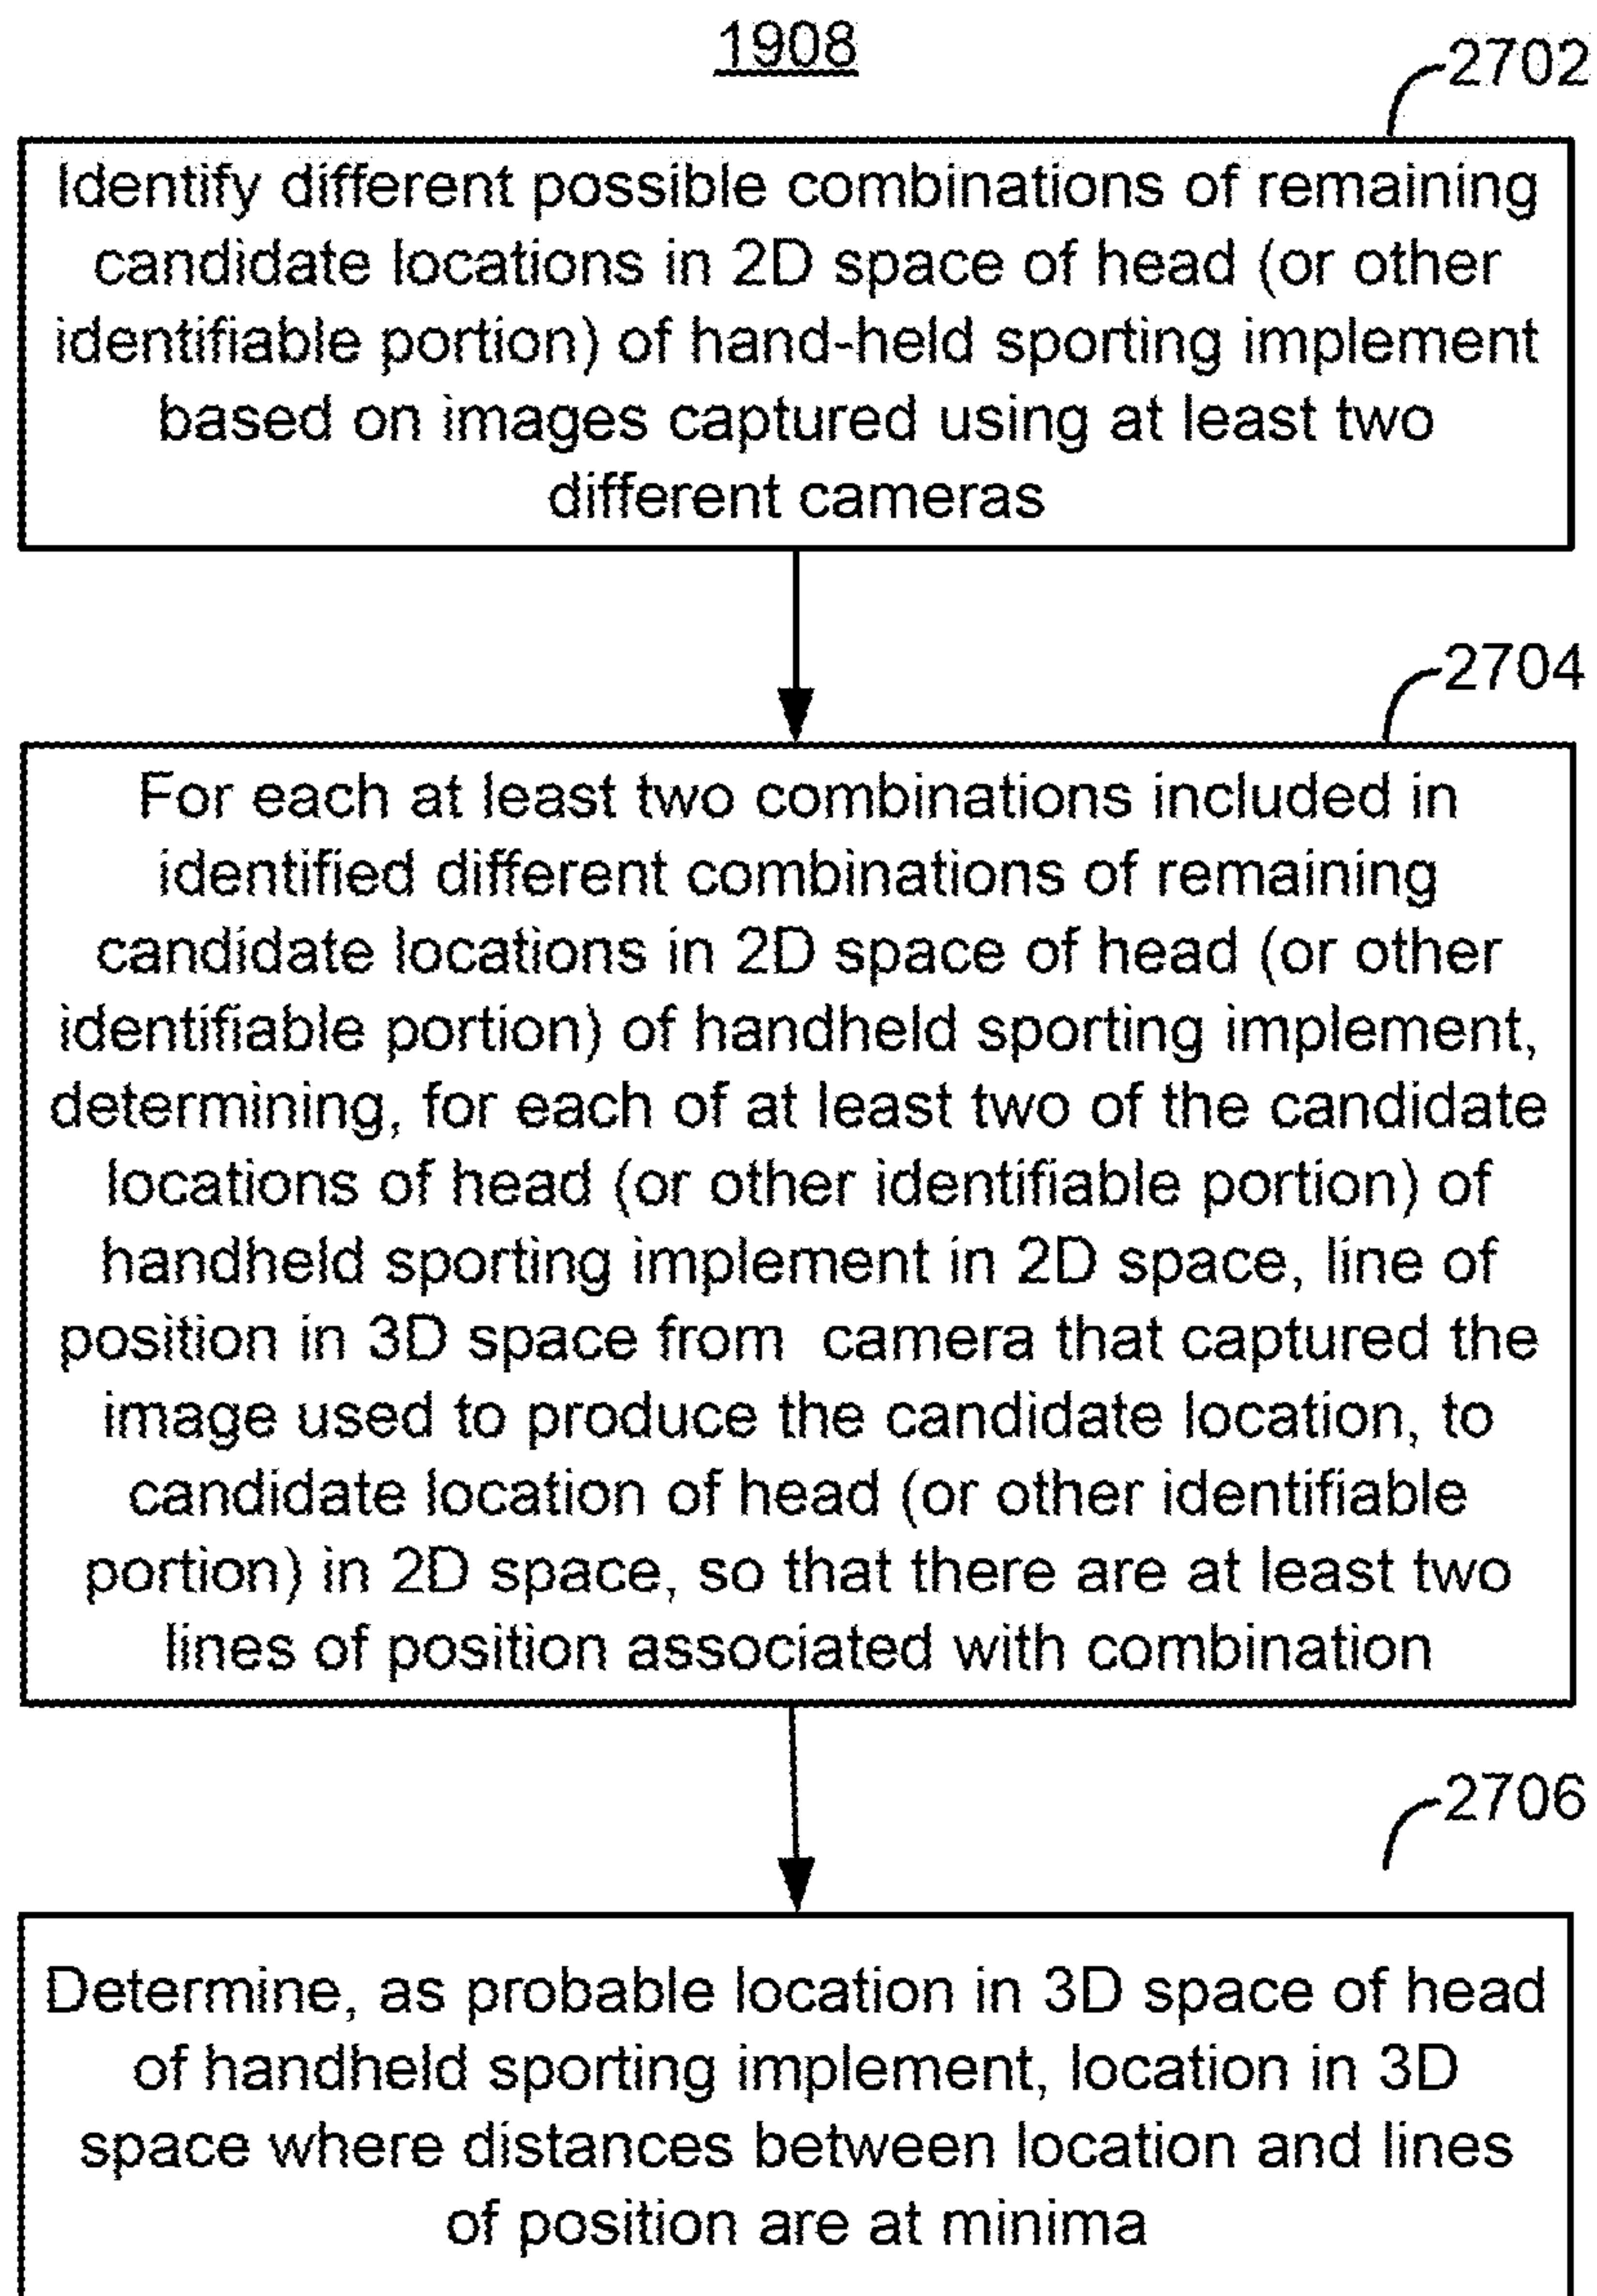 1908
2702
Identify different possible combinations of remaining
candidate locations in 2D space of head (or other
identifiable portion) of hand-held sporting implement
based on images captured using at least two
different cameras
2704
For each at least two combinations included in
identified different combinations of remaining
candidate locations in 2D space of head (or other
identifiable portion) of handheld sporting implement,
determining, for each of at least two of the candidate
locations of head (or other identifiable portion) of
handheld sporting implement in 2D space, line of
position in 3D space from  camera that captured the
image used to produce the candidate location, to
candidate location of head (or other identifiable
portion) in 2D space, so that there are at least two
lines of position associated with combination
2706
Determine, as probable location in 3D space of head
of handheld sporting implement, location in 3D
space where distances between location and lines
of position are at minima